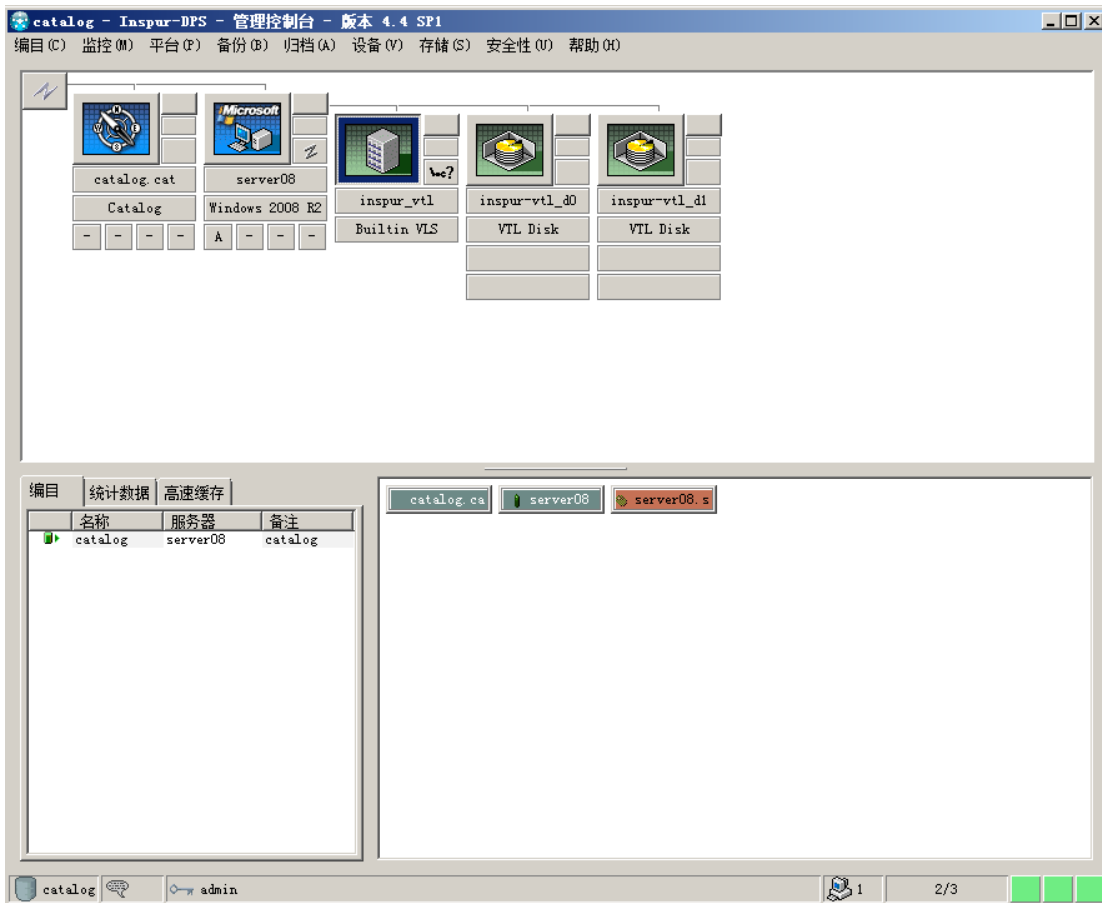 catalog - Inspur-DPS - 管理控制台 - 版本 4.4 SP1
编目(C) 监控(M) 平台(P) 备份(B) 归档(A) 设备(V) 存储(S) 安全性(U) 帮助(H)
Microsoft
catalog.cat server08
inspur_vtl inspur-vtl_d0 inspur-vtl_d1
Catalog Windows 2008 R2
Builtin VLS VTL Disk VTL Disk
- - - - A - - -
编目 统计数据 高速缓存
catalog.ca server08 server08.s
名称 服务器 备注
catalog server08 catalog
catalog admin 1 2/3